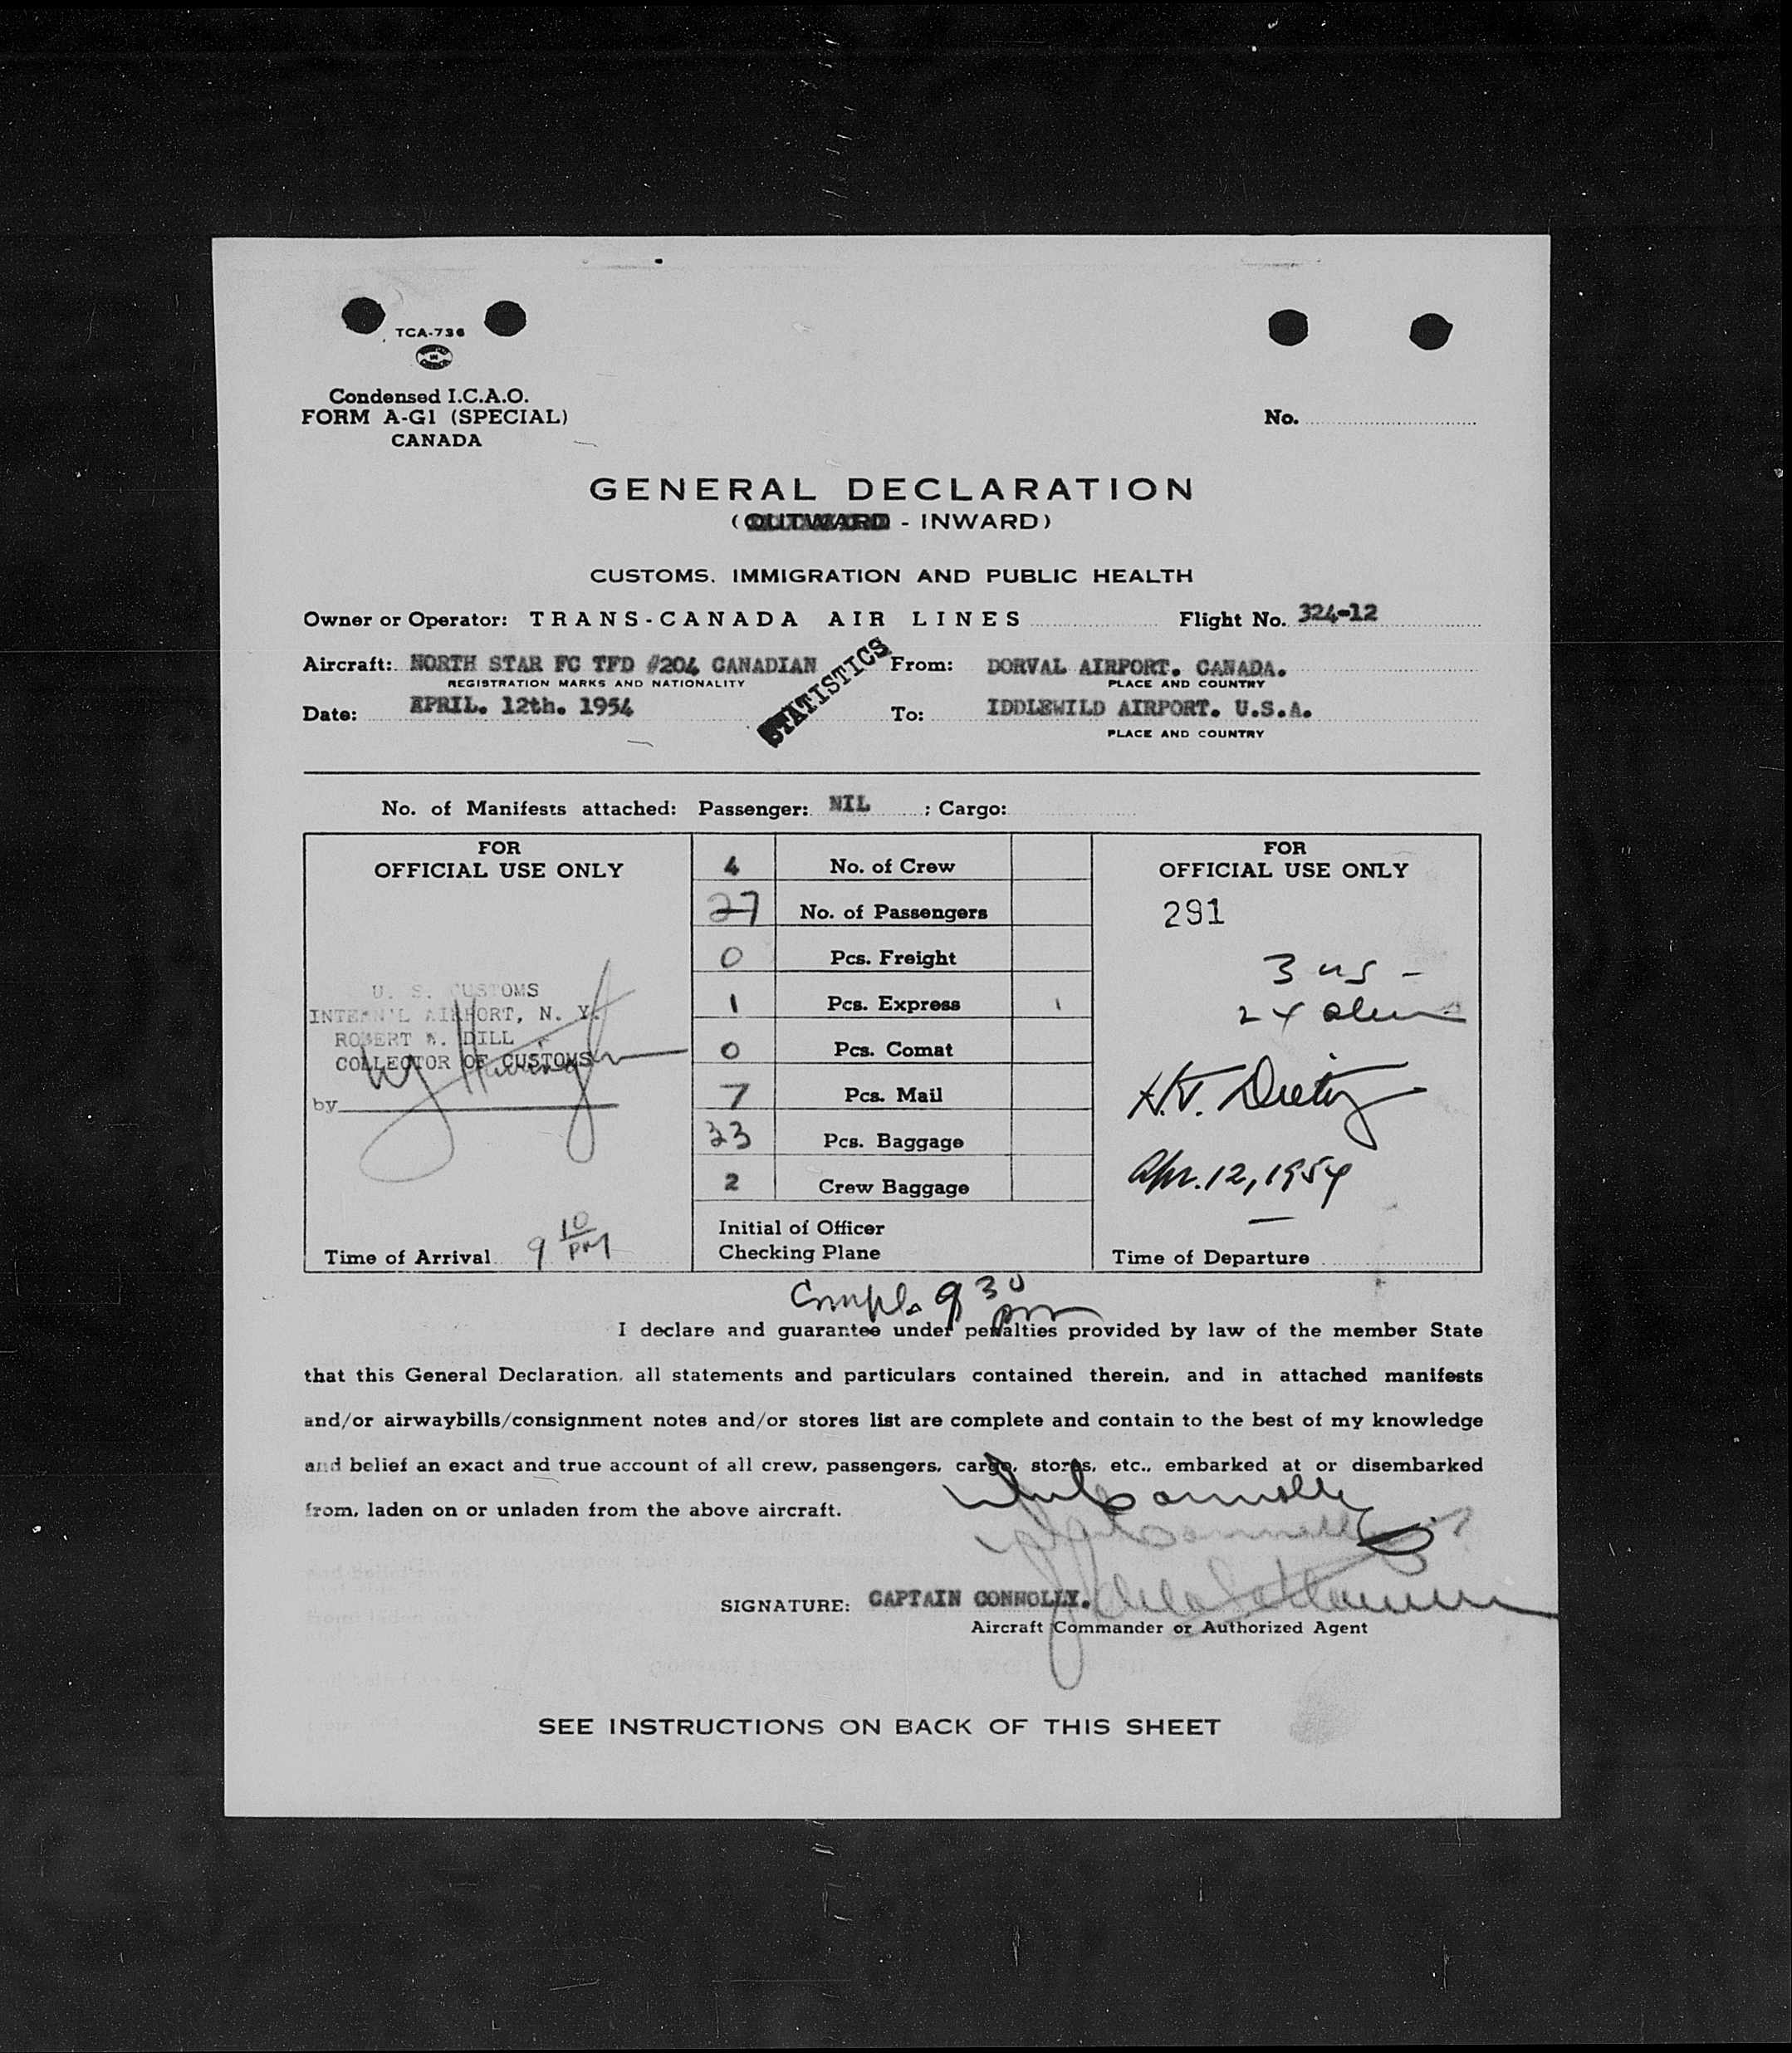 TCA-736
Condensed I.C.A.O.
FORM A-G1 (SPECIAL)
CANADA
No.
GENERAL DECLARATION
(OUTWARD - INWARD)
CUSTOMS, IMMIGRATION AND PUBLIC HEALTH
Owner or Operator: TRANS-CANADA AIR LINES Flight No. 324-12
Aircraft: NORTH STAR FC TFD #204 CANADIAN From: DORVAL AIRPORT. CANADA.
REGISTRATION MARKS AND NATIONALITY PLACE AND COUNTRY
STATISTICS
Date: APRIL. 12th. 1954 To: IDDLEWILD AIRPORT. U.S.A.
PLACE AND COUNTRY
No. of Manifests attached: Passenger: NIL ; Cargo:
FOR
OFFICIAL USE ONLY
U. S. CUSTOMS
INTERN'L AIRPORT, N. Y.
ROBERT W. DILL
COLLECTOR OF CUSTOMS
by
Time of Arrival 9 10 PM
4 No. of Crew
27 No. of Passengers
0 Pcs. Freight
1 Pcs. Express 1
0 Pcs. Comat
7 Pcs. Mail
33 Pcs. Baggage
2 Crew Baggage
Initial of Officer
Checking Plane
FOR
OFFICIAL USE ONLY
291
3 US -
24 alien
H.V. Dietz
Apr. 12, 1954
Time of Departure
Compl. 9 30 pm
I declare and guarantee under penalties provided by law of the member State
that this General Declaration, all statements and particulars contained therein, and in attached manifests
and/or airwaybills/consignment notes and/or stores list are complete and contain to the best of my knowledge
and belief an exact and true account of all crew, passengers, cargo, stores, etc., embarked at or disembarked
from, laden on or unladen from the above aircraft.
Connolly
SIGNATURE: CAPTAIN CONNOLLY.
Aircraft Commander or Authorized Agent
SEE INSTRUCTIONS ON BACK OF THIS SHEET